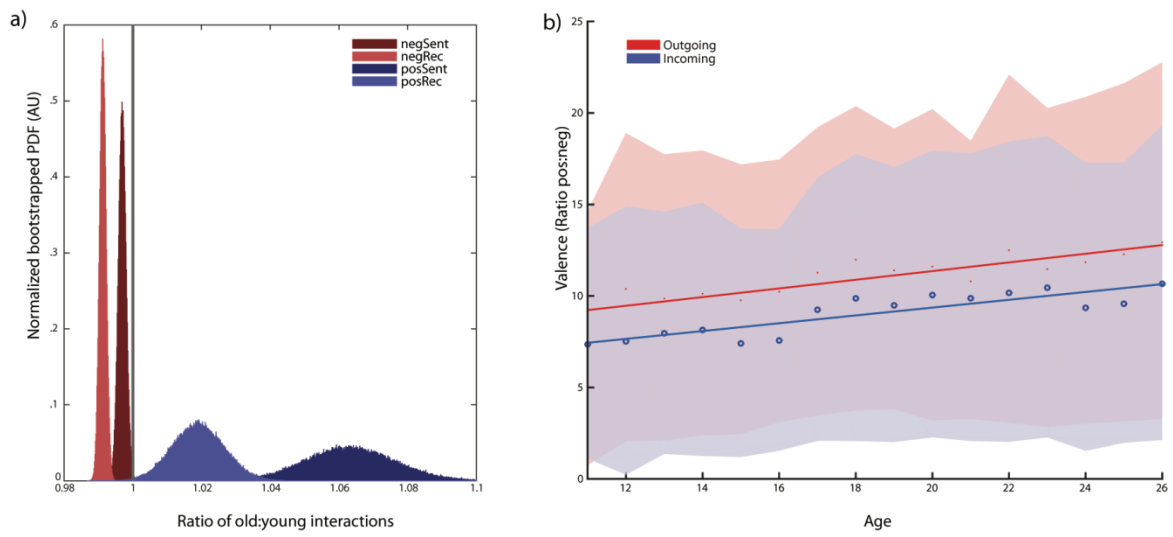 a)
negSent
negRec
posSent
posRec
Normalized bootstrapped PDF (AU)
.6
.5
.4
.3
.2
.1
0
0.98
1
1.02
1.04
1.06
1.08
1.1
Ratio of old:young interactions
b)
Outgoing
Incoming
Valence (Ratio pos:neg)
25
20
15
10
5
0
12
14
16
18
20
22
24
26
Age